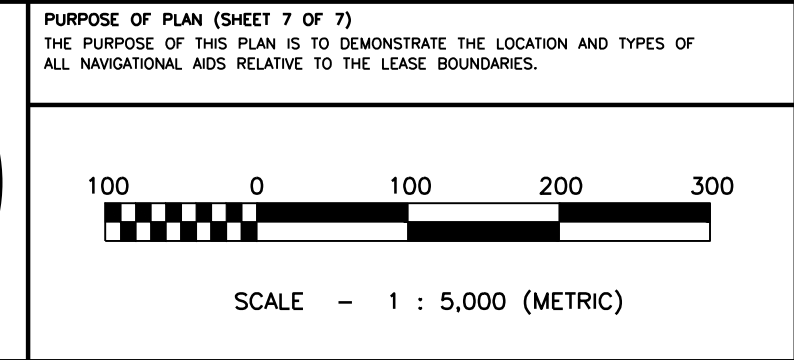 PURPOSE OF PLAN (SHEET 7 OF 7)
THE PURPOSE OF THIS PLAN IS TO DEMONSTRATE THE LOCATION AND TYPES OF
ALL NAVIGATIONAL AIDS RELATIVE TO THE LEASE BOUNDARIES.
100 0 100 200 300
SCALE – 1 : 5,000 (METRIC)